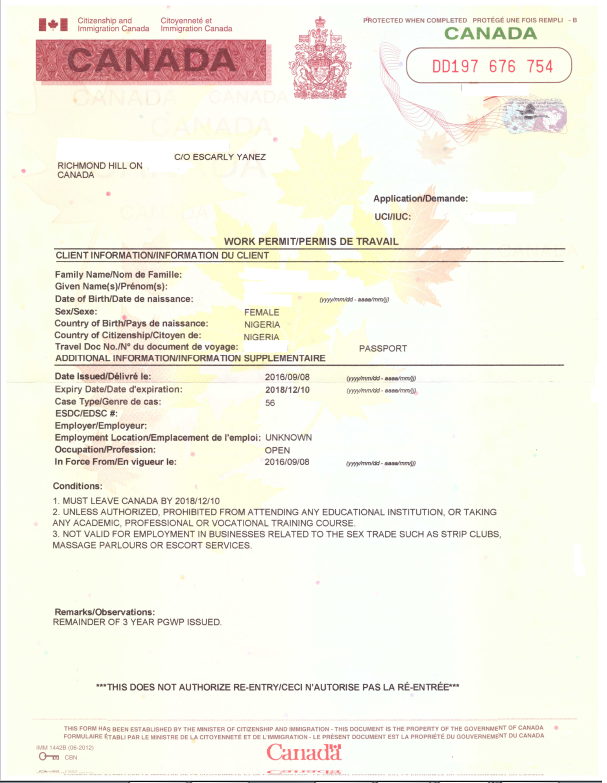 Citizenship and Immigration Canada
Citoyenneté et Immigration Canada
PROTECTED WHEN COMPLETED PROTÉGÉ UNE FOIS REMPLI - B
CANADA
CANADA
DD197 676 754
CANADA CANADA
CANADA
C/O ESCARLY YANEZ
RICHMOND HILL ON
CANADA
Application/Demande:
UCI/IUC:
WORK PERMIT/PERMIS DE TRAVAIL
CLIENT INFORMATION/INFORMATION DU CLIENT
Family Name/Nom de Famille:
Given Name(s)/Prénom(s):
Date of Birth/Date de naissance: (yyyy/mm/dd - aaaa/mm/jj)
Sex/Sexe: FEMALE
Country of Birth/Pays de naissance: NIGERIA
Country of Citizenship/Citoyen de: NIGERIA
Travel Doc No./N° du document de voyage: PASSPORT
ADDITIONAL INFORMATION/INFORMATION SUPPLEMENTAIRE
Date Issued/Délivré le: 2016/09/08 (yyyy/mm/dd - aaaa/mm/jj)
Expiry Date/Date d'expiration: 2018/12/10 (yyyy/mm/dd - aaaa/mm/jj)
Case Type/Genre de cas: 56
ESDC/EDSC #:
Employer/Employeur:
Employment Location/Emplacement de l'emploi: UNKNOWN
Occupation/Profession: OPEN
In Force From/En vigueur le: 2016/09/08 (yyyy/mm/dd - aaaa/mm/jj)
Conditions:
1. MUST LEAVE CANADA BY 2018/12/10
2. UNLESS AUTHORIZED, PROHIBITED FROM ATTENDING ANY EDUCATIONAL INSTITUTION, OR TAKING
ANY ACADEMIC, PROFESSIONAL OR VOCATIONAL TRAINING COURSE.
3. NOT VALID FOR EMPLOYMENT IN BUSINESSES RELATED TO THE SEX TRADE SUCH AS STRIP CLUBS,
MASSAGE PARLOURS OR ESCORT SERVICES.
Remarks/Observations:
REMAINDER OF 3 YEAR PGWP ISSUED.
***THIS DOES NOT AUTHORIZE RE-ENTRY/CECI N'AUTORISE PAS LA RÉ-ENTRÉE***
THIS FORM HAS BEEN ESTABLISHED BY THE MINISTER OF CITIZENSHIP AND IMMIGRATION - THIS DOCUMENT IS THE PROPERTY OF THE GOVERNMENT OF CANADA
FORMULAIRE ÉTABLI PAR LE MINISTRE DE LA CITOYENNETÉ ET DE L'IMMIGRATION - LE PRÉSENT DOCUMENT EST LA PROPRIÉTÉ DU GOUVERNEMENT DU CANADA
IMM 1442B (06-2012)
CBN
Canada